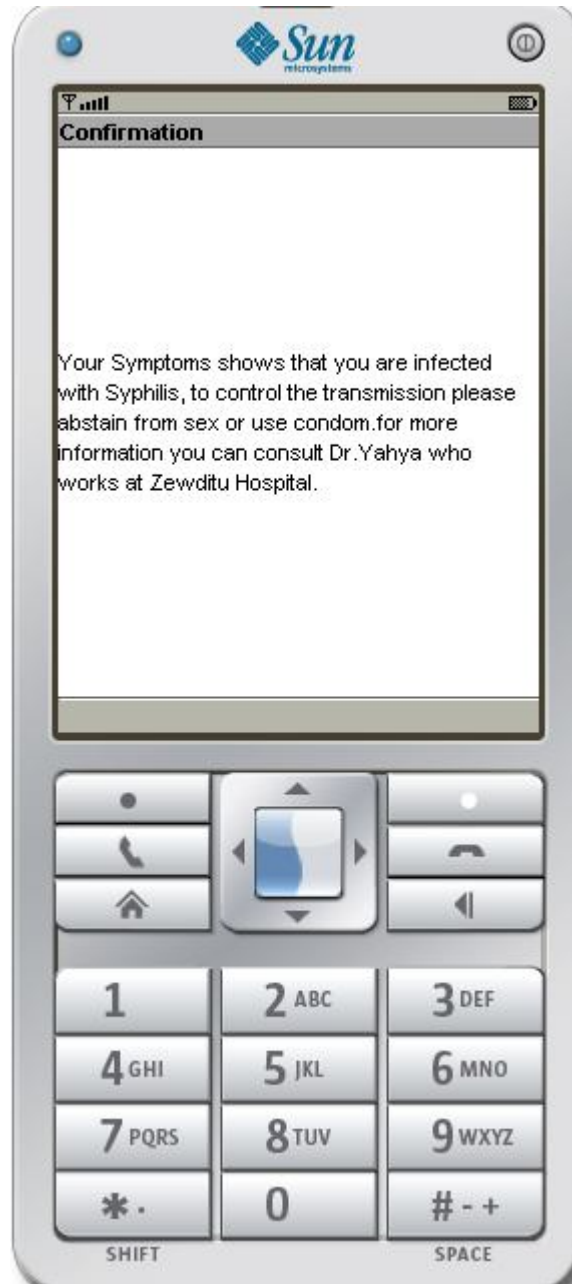 Sun
microsystems
Confirmation
Your Symptoms shows that you are infected
with Syphilis, to control the transmission please
abstain from sex or use condom.for more
information you can consult Dr.Yahya who
works at Zewditu Hospital.
1 2 ABC 3 DEF
4 GHI 5 JKL 6 MNO
7 PQRS 8 TUV 9 WXYZ
* . 0 # - +
SHIFT SPACE